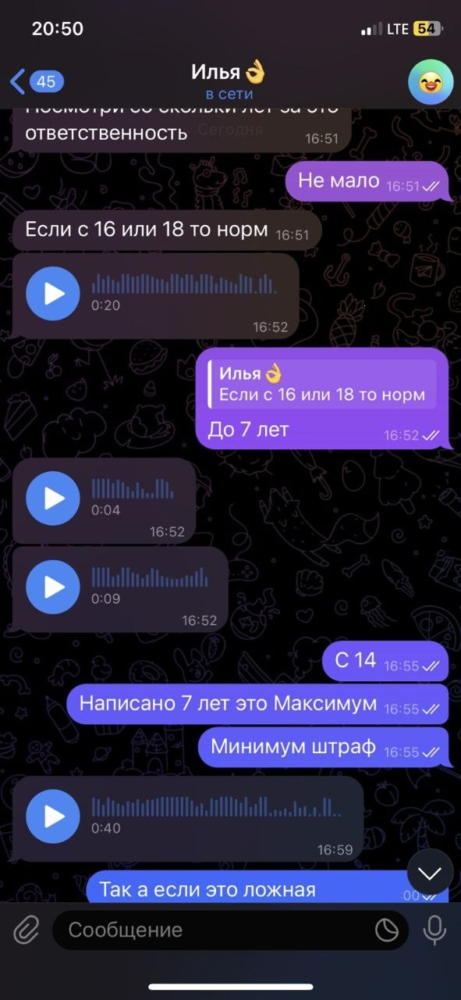 20:50
LTE 54
45
Илья👌
в сети
Посмотри со скольки лет за это
ответственность
Сегодня
16:51
Не мало 16:51
Если с 16 или 18 то норм 16:51
0:20
16:52
Илья👌
Если с 16 или 18 то норм
До 7 лет 16:52
0:04
16:52
0:09
16:52
С 14 16:55
Написано 7 лет это Максимум 16:55
Минимум штраф 16:55
0:40
16:59
Так а если это ложная
:00
Сообщение